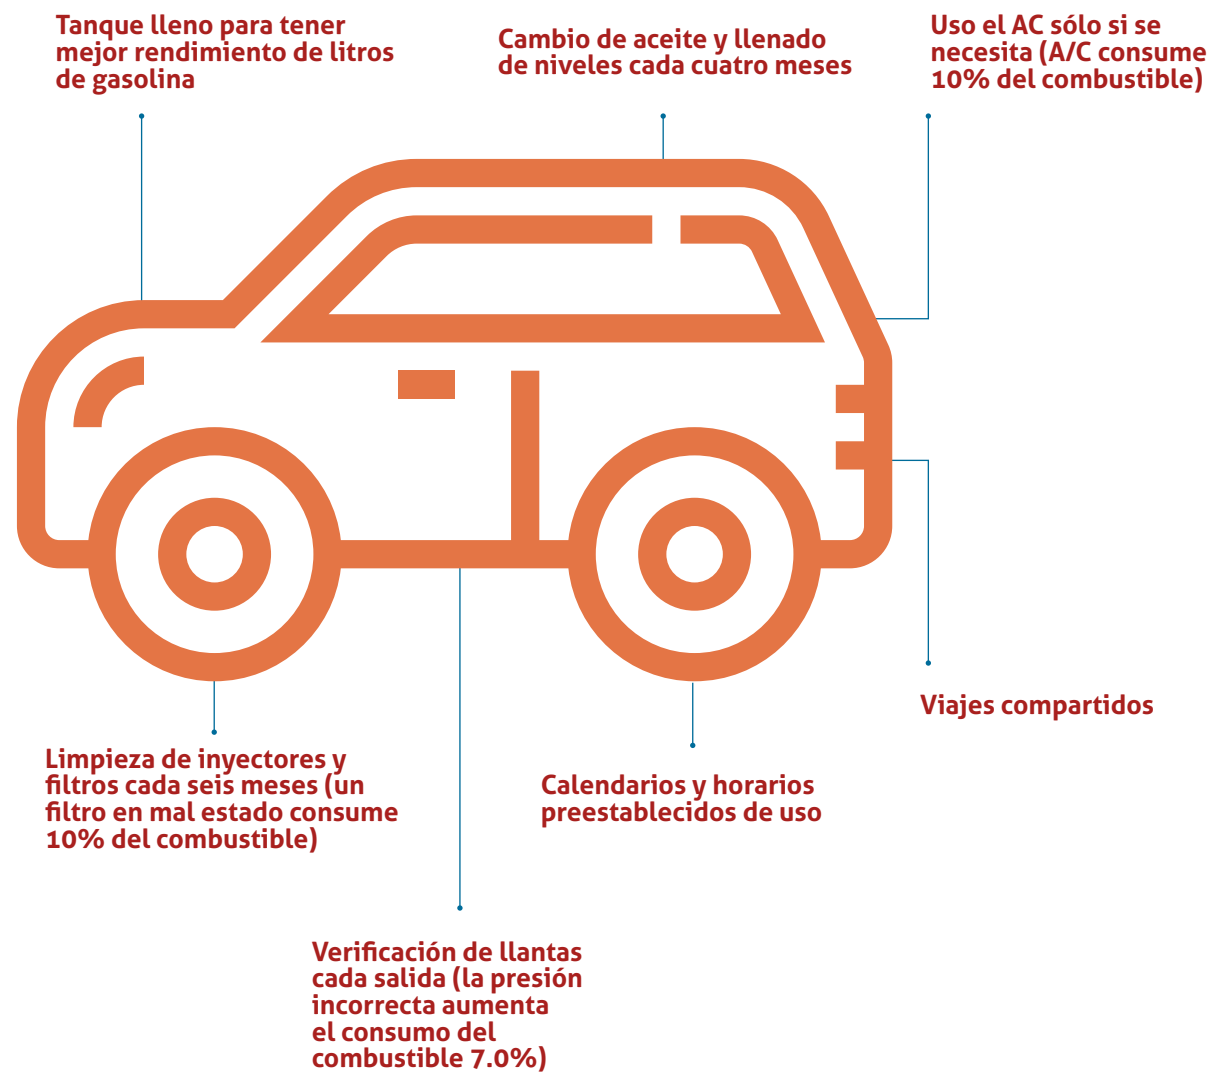 Tanque lleno para tener
mejor rendimiento de litros
de gasolina
Cambio de aceite y llenado
de niveles cada cuatro meses
Uso el AC sólo si se
necesita (A/C consume
10% del combustible)
Viajes compartidos
Limpieza de inyectores y
filtros cada seis meses (un
filtro en mal estado consume
10% del combustible)
Calendarios y horarios
preestablecidos de uso
Verificación de llantas
cada salida (la presión
incorrecta aumenta
el consumo del
combustible 7.0%)